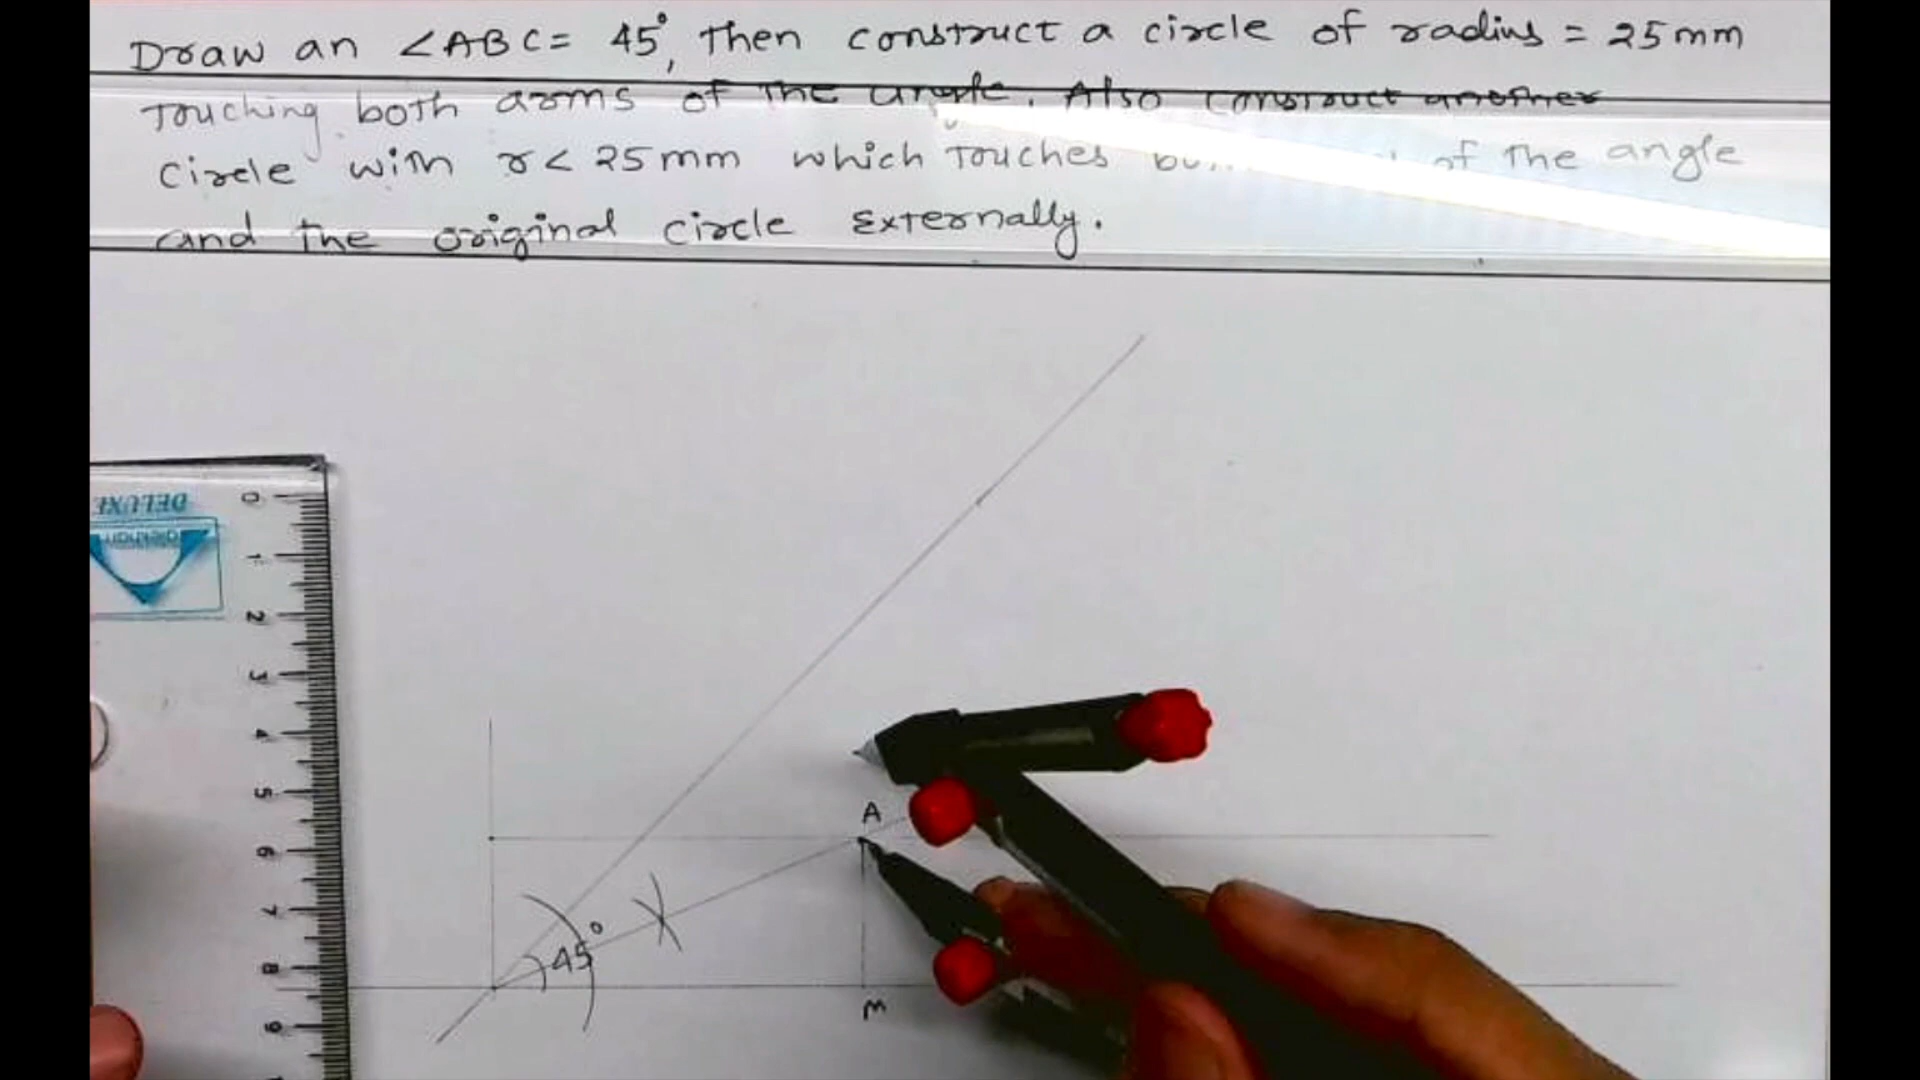 Draw an ∠ABC = 45°, Then construct a circle of radius = 25mm
Touching both arms of the angle. Also construct another
circle with r < 25mm which Touches of The angle
and The original circle Externally.
DELUXE
0
1
2
3
4
5
6
7
8
9
A
45°
M